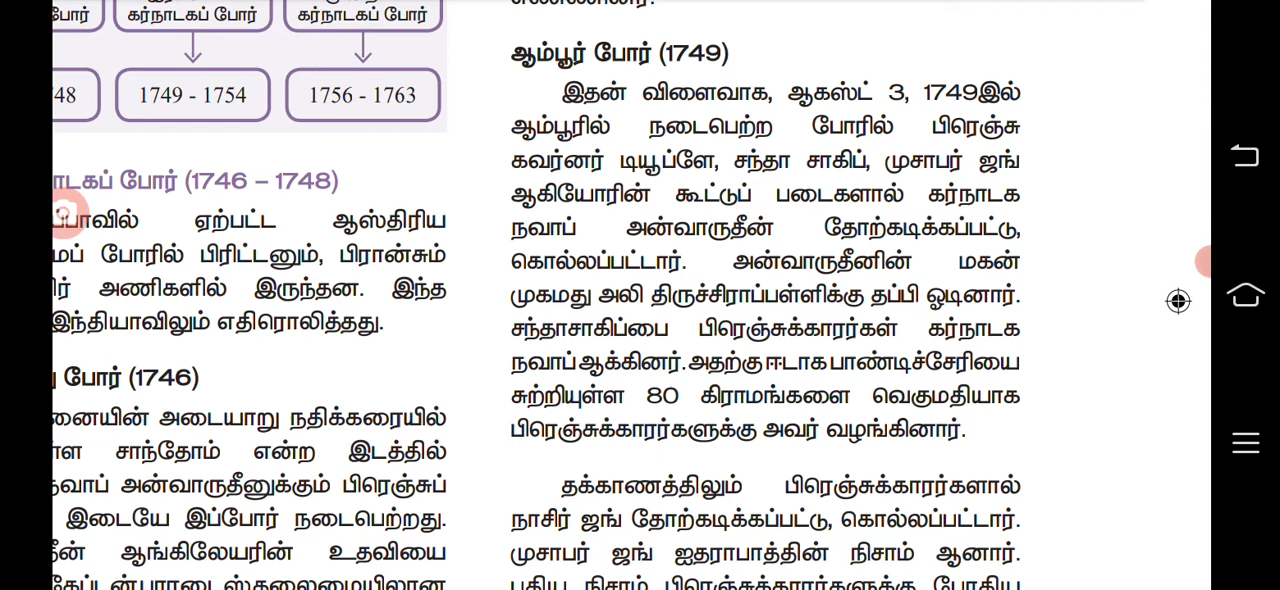 போர்
கர்நாடகப் போர்
கர்நாடகப் போர்
48
1749 - 1754
1756 - 1763
போர் (1746 – 1748)
ஏற்பட்ட ஆஸ்திரிய
போரில் பிரிட்டனும், பிரான்சும்
அணிகளில் இருந்தன. இந்த
இந்தியாவிலும் எதிரொலித்தது.
போர் (1746)
அடையாறு நதிக்கரையில்
சாந்தோம் என்ற இடத்தில்
அன்வாருதீனுக்கும் பிரெஞ்சுப்
இடையே இப்போர் நடைபெற்றது.
ஆங்கிலேயரின் உதவியை
ஆம்பூர் போர் (1749)
இதன் விளைவாக, ஆகஸ்ட் 3, 1749இல்
ஆம்பூரில் நடைபெற்ற போரில் பிரெஞ்சு
கவர்னர் டியூப்ளே, சந்தா சாகிப், முசாபர் ஜங்
ஆகியோரின் கூட்டுப் படைகளால் கர்நாடக
நவாப் அன்வாருதீன் தோற்கடிக்கப்பட்டு,
கொல்லப்பட்டார். அன்வாருதீனின் மகன்
முகமது அலி திருச்சிராப்பள்ளிக்கு தப்பி ஓடினார்.
சந்தாசாகிப்பை பிரெஞ்சுக்காரர்கள் கர்நாடக
நவாப் ஆக்கினர். அதற்கு ஈடாக பாண்டிச்சேரியை
சுற்றியுள்ள 80 கிராமங்களை வெகுமதியாக
பிரெஞ்சுக்காரர்களுக்கு அவர் வழங்கினார்.
தக்காணத்திலும் பிரெஞ்சுக்காரர்களால்
நாசிர் ஜங் தோற்கடிக்கப்பட்டு, கொல்லப்பட்டார்.
முசாபர் ஜங் ஐதராபாத்தின் நிசாம் ஆனார்.
புதிய நிசாம் பிரெஞ்சுக்காரர்களுக்கு போதிய